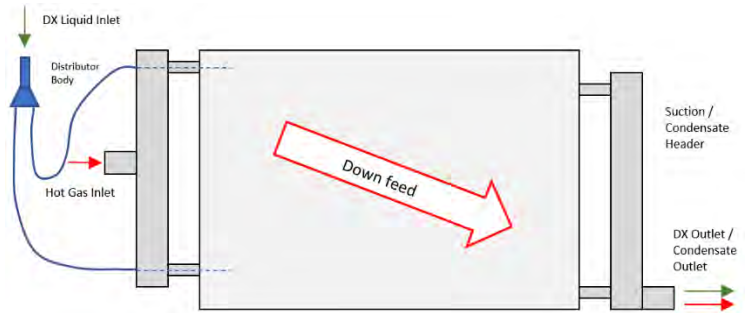 DX Liquid Inlet
Distributor
Body
Hot Gas Inlet
Down feed
Suction /
Condensate
Header
DX Outlet /
Condensate
Outlet